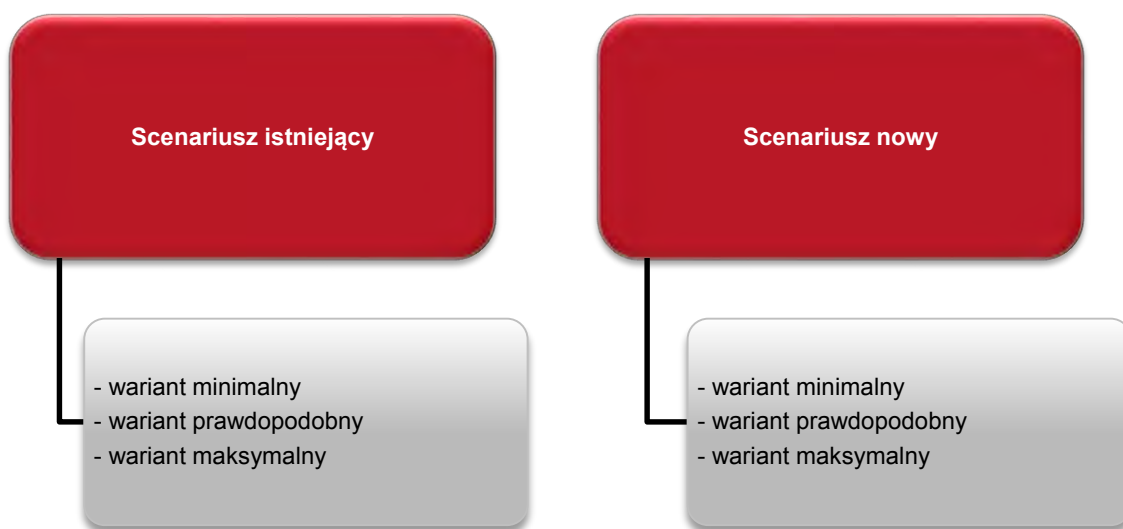 Scenariusz istniejący
- wariant minimalny
- wariant prawdopodobny
- wariant maksymalny
Scenariusz nowy
- wariant minimalny
- wariant prawdopodobny
- wariant maksymalny